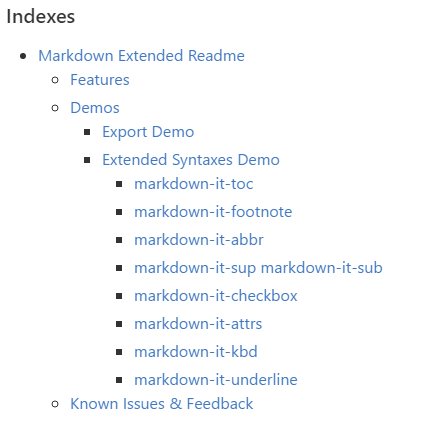 Indexes
Markdown Extended Readme
Features
Demos
Export Demo
Extended Syntaxes Demo
markdown-it-toc
markdown-it-footnote
markdown-it-abbr
markdown-it-sup markdown-it-sub
markdown-it-checkbox
markdown-it-attrs
markdown-it-kbd
markdown-it-underline
Known Issues & Feedback